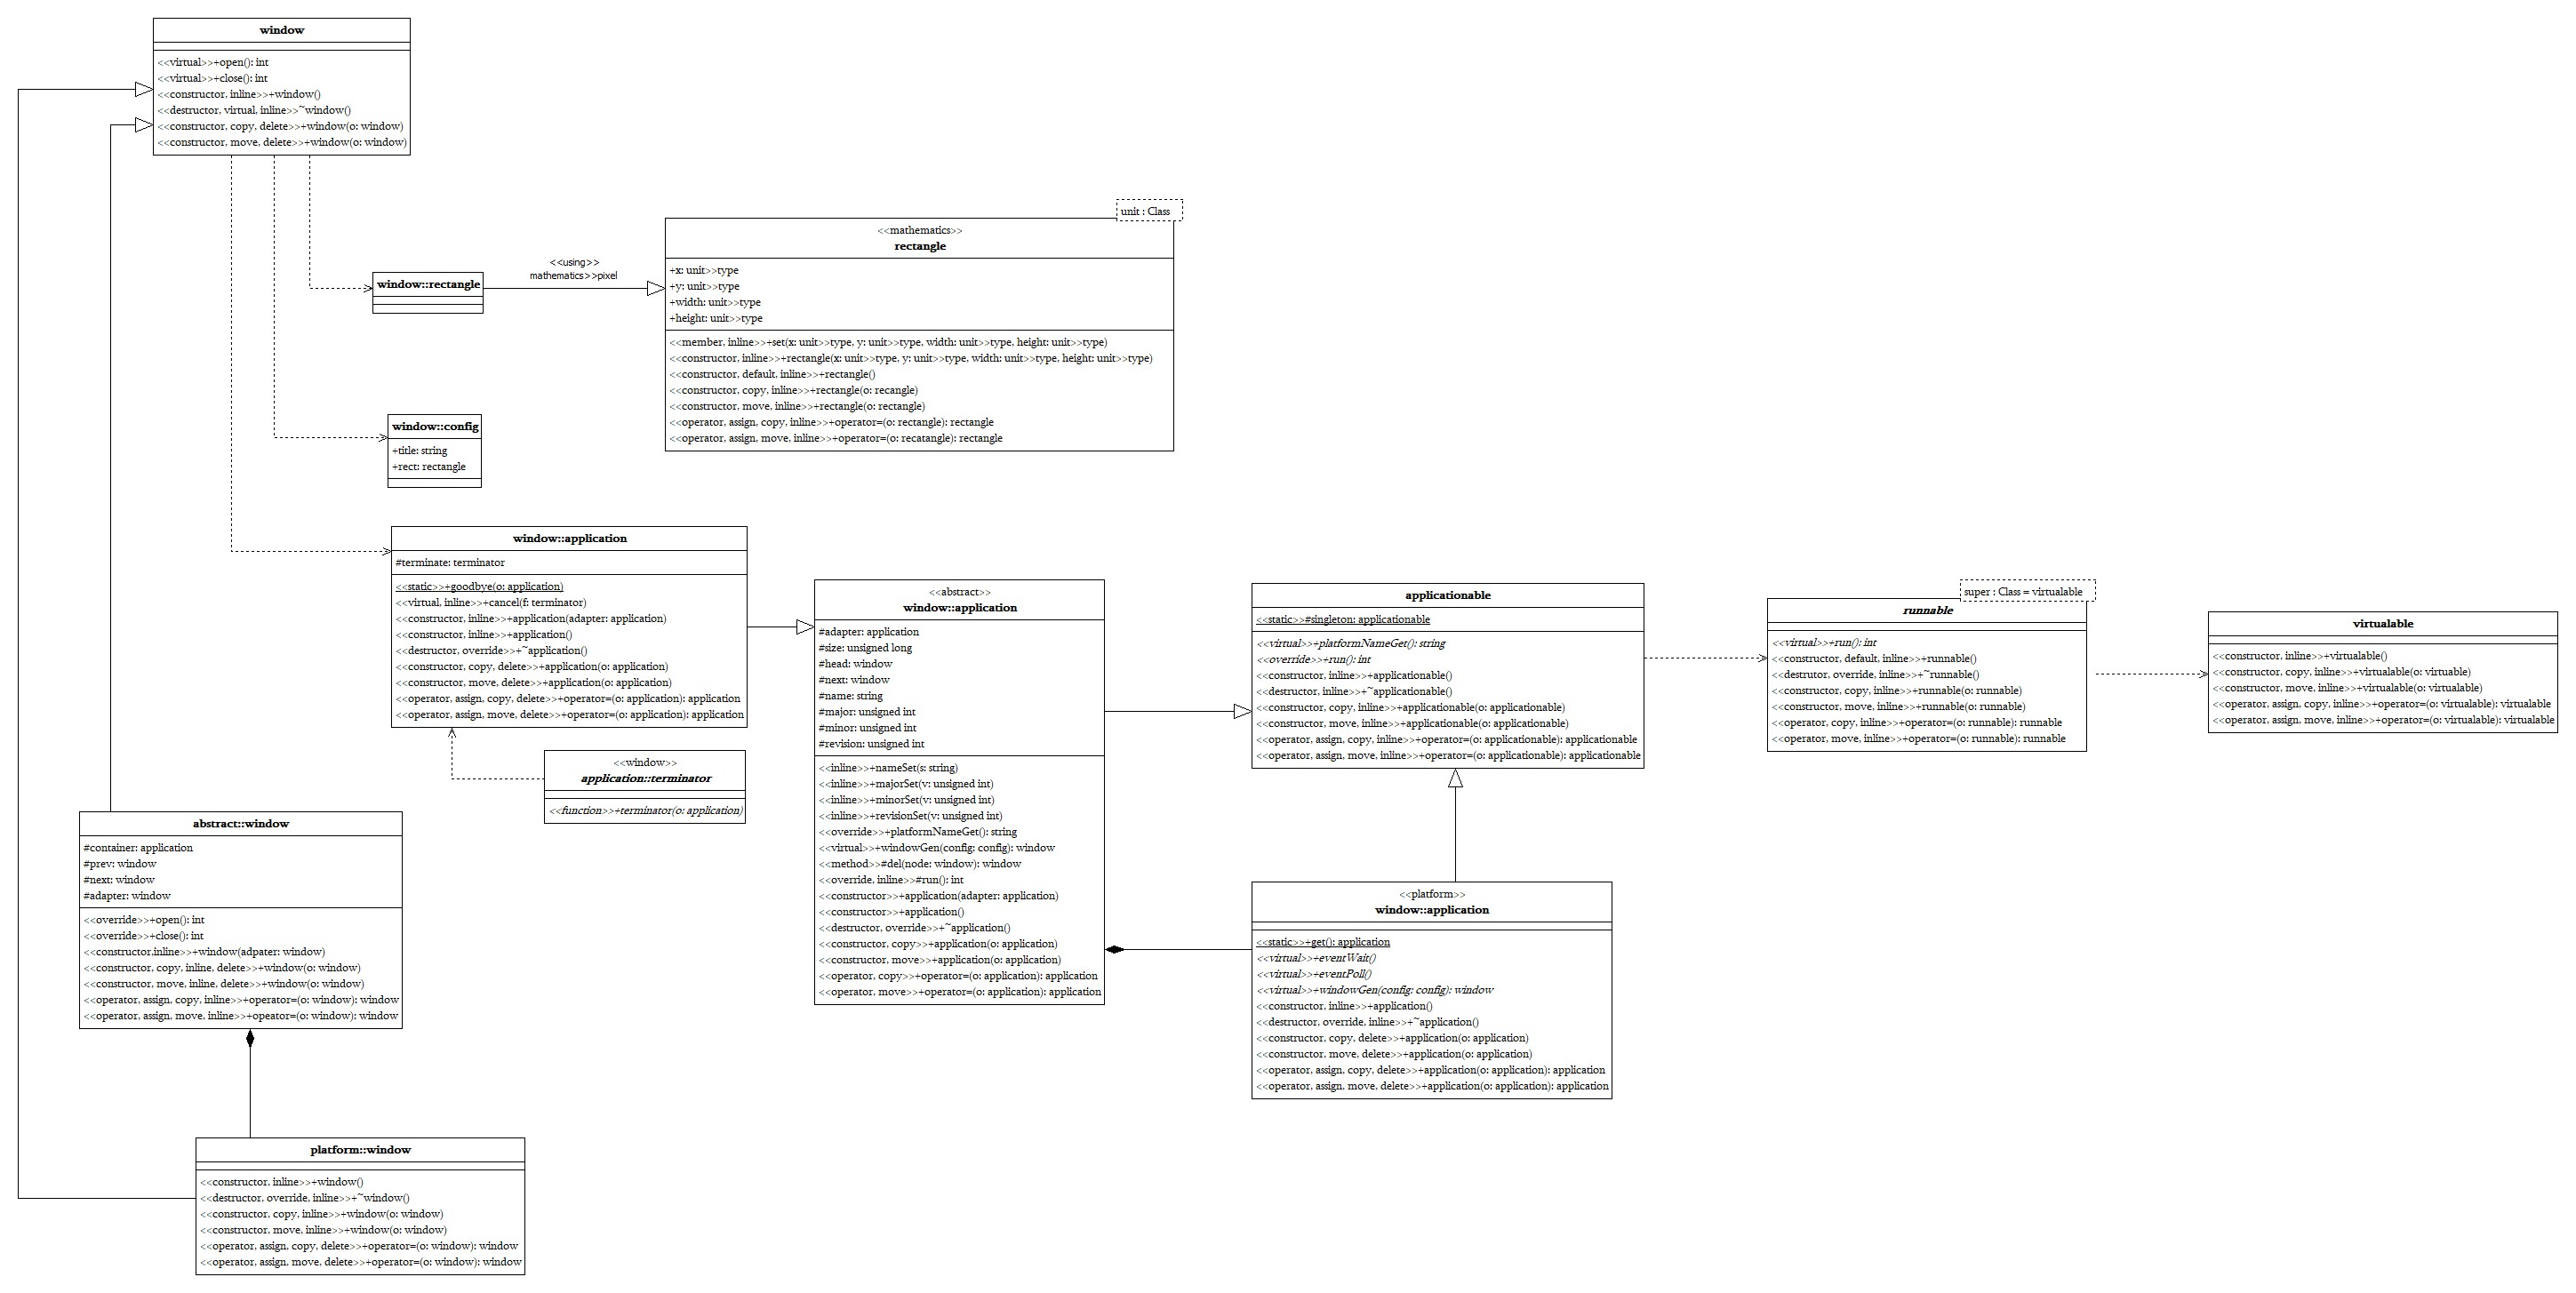 window
<<virtual>>+open(): int
<<virtual>>+close(): int
<<constructor, inline>>+window()
<<destructor, virtual, inline>>~window()
<<constructor, copy, delete>>+window(o: window)
<<constructor, move, delete>>+window(o: window)
unit : Class
<<mathematics>>
rectangle
+x: unit>>type
+y: unit>>type
+width: unit>>type
+height: unit>>type
<<member, inline>>+set(x: unit>>type, y: unit>>type, width: unit>>type, height: unit>>type)
<<constructor, inline>>+rectangle(x: unit>>type, y: unit>>type, width: unit>>type, height: unit>>type)
<<constructor, default, inline>>+rectangle()
<<constructor, copy, inline>>+rectangle(o: recangle)
<<constructor, move, inline>>+rectangle(o: rectangle)
<<operator, assign, copy, inline>>+operator=(o: rectangle): rectangle
<<operator, assign, move, inline>>+operator=(o: recatangle): rectangle
<<using>>
mathematics>>pixel
window::rectangle
window::config
+title: string
+rect: rectangle
window::application
#terminate: terminator
<<static>>+goodbye(o: application)
<<virtual, inline>>+cancel(f: terminator)
<<constructor, inline>>+application(adapter: application)
<<constructor, inline>>+application()
<<destructor, override>>+~application()
<<constructor, copy, delete>>+application(o: application)
<<constructor, move, delete>>+application(o: application)
<<operator, assign, copy, delete>>+operator=(o: application): application
<<operator, assign, move, delete>>+operator=(o: application): application
<<window>>
application::terminator
<<function>>+terminator(o: application)
<<abstract>>
window::application
#adapter: application
#size: unsigned long
#head: window
#next: window
#name: string
#major: unsigned int
#minor: unsigned int
#revision: unsigned int
<<inline>>+nameSet(s: string)
<<inline>>+majorSet(v: unsigned int)
<<inline>>+minorSet(v: unsigned int)
<<inline>>+revisionSet(v: unsigned int)
<<override>>+platformNameGet(): string
<<virtual>>+windowGen(config: config): window
<<method>>#del(node: window): window
<<override, inline>>#run(): int
<<constructor>>+application(adapter: application)
<<constructor>>+application()
<<destructor, override>>+~application()
<<constructor, copy>>+application(o: application)
<<constructor, move>>+application(o: application)
<<operator, copy>>+operator=(o: application): application
<<operator, move>>+operator=(o: application): application
applicationable
<<static>>#singleton: applicationable
<<virtual>>+platformNameGet(): string
<<override>>+run(): int
<<constructor, inline>>+applicationable()
<<destructor, inline>>+~applicationable()
<<constructor, copy, inline>>+applicationable(o: applicationable)
<<constructor, move, inline>>+applicationable(o: applicationable)
<<operator, assign, copy, inline>>+operator=(o: applicationable): applicationable
<<operator, assign, move, inline>>+operator=(o: applicationable): applicationable
super : Class = virtualable
runnable
<<virtual>>+run(): int
<<constructor, default, inline>>+runnable()
<<destrutor, override, inline>>+~runnable()
<<constructor, copy, inline>>+runnable(o: runnable)
<<constructor, move, inline>>+runnable(o: runnable)
<<operator, copy, inline>>+operator=(o: runnable): runnable
<<operator, move, inline>>+operator=(o: runnable): runnable
virtualable
<<constructor, inline>>+virtualable()
<<constructor, copy, inline>>+virtualable(o: virtuable)
<<constructor, move, inline>>+virtualable(o: virtualable)
<<operator, assign, copy, inline>>+operator=(o: virtualable): virtualable
<<operator, assign, move, inline>>+operator=(o: virtualable): virtualable
<<platform>>
window::application
<<static>>+get(): application
<<virtual>>+eventWait()
<<virtual>>+eventPoll()
<<virtual>>+windowGen(config: config): window
<<constructor, inline>>+application()
<<destructor, override, inline>>+~application()
<<constructor, copy, delete>>+application(o: application)
<<constructor, move, delete>>+application(o: application)
<<operator, assign, copy, delete>>+application(o: application): application
<<operator, assign, move, delete>>+application(o: application): application
abstract::window
#container: application
#prev: window
#next: window
#adapter: window
<<override>>+open(): int
<<override>>+close(): int
<<constructor,inline>>+window(adpater: window)
<<constructor, copy, inline, delete>>+window(o: window)
<<constructor, move, inline, delete>>+window(o: window)
<<operator, assign, copy, inline>>+operator=(o: window): window
<<operator, assign, move, inline>>+opeator=(o: window): window
platform::window
<<constructor, inline>>+window()
<<destructor, override, inline>>+~window()
<<constructor, copy, inline>>+window(o: window)
<<constructor, move, inline>>+window(o: window)
<<operator, assign, copy, delete>>+operator=(o: window): window
<<operator, assign, move, delete>>+operator=(o: window): window